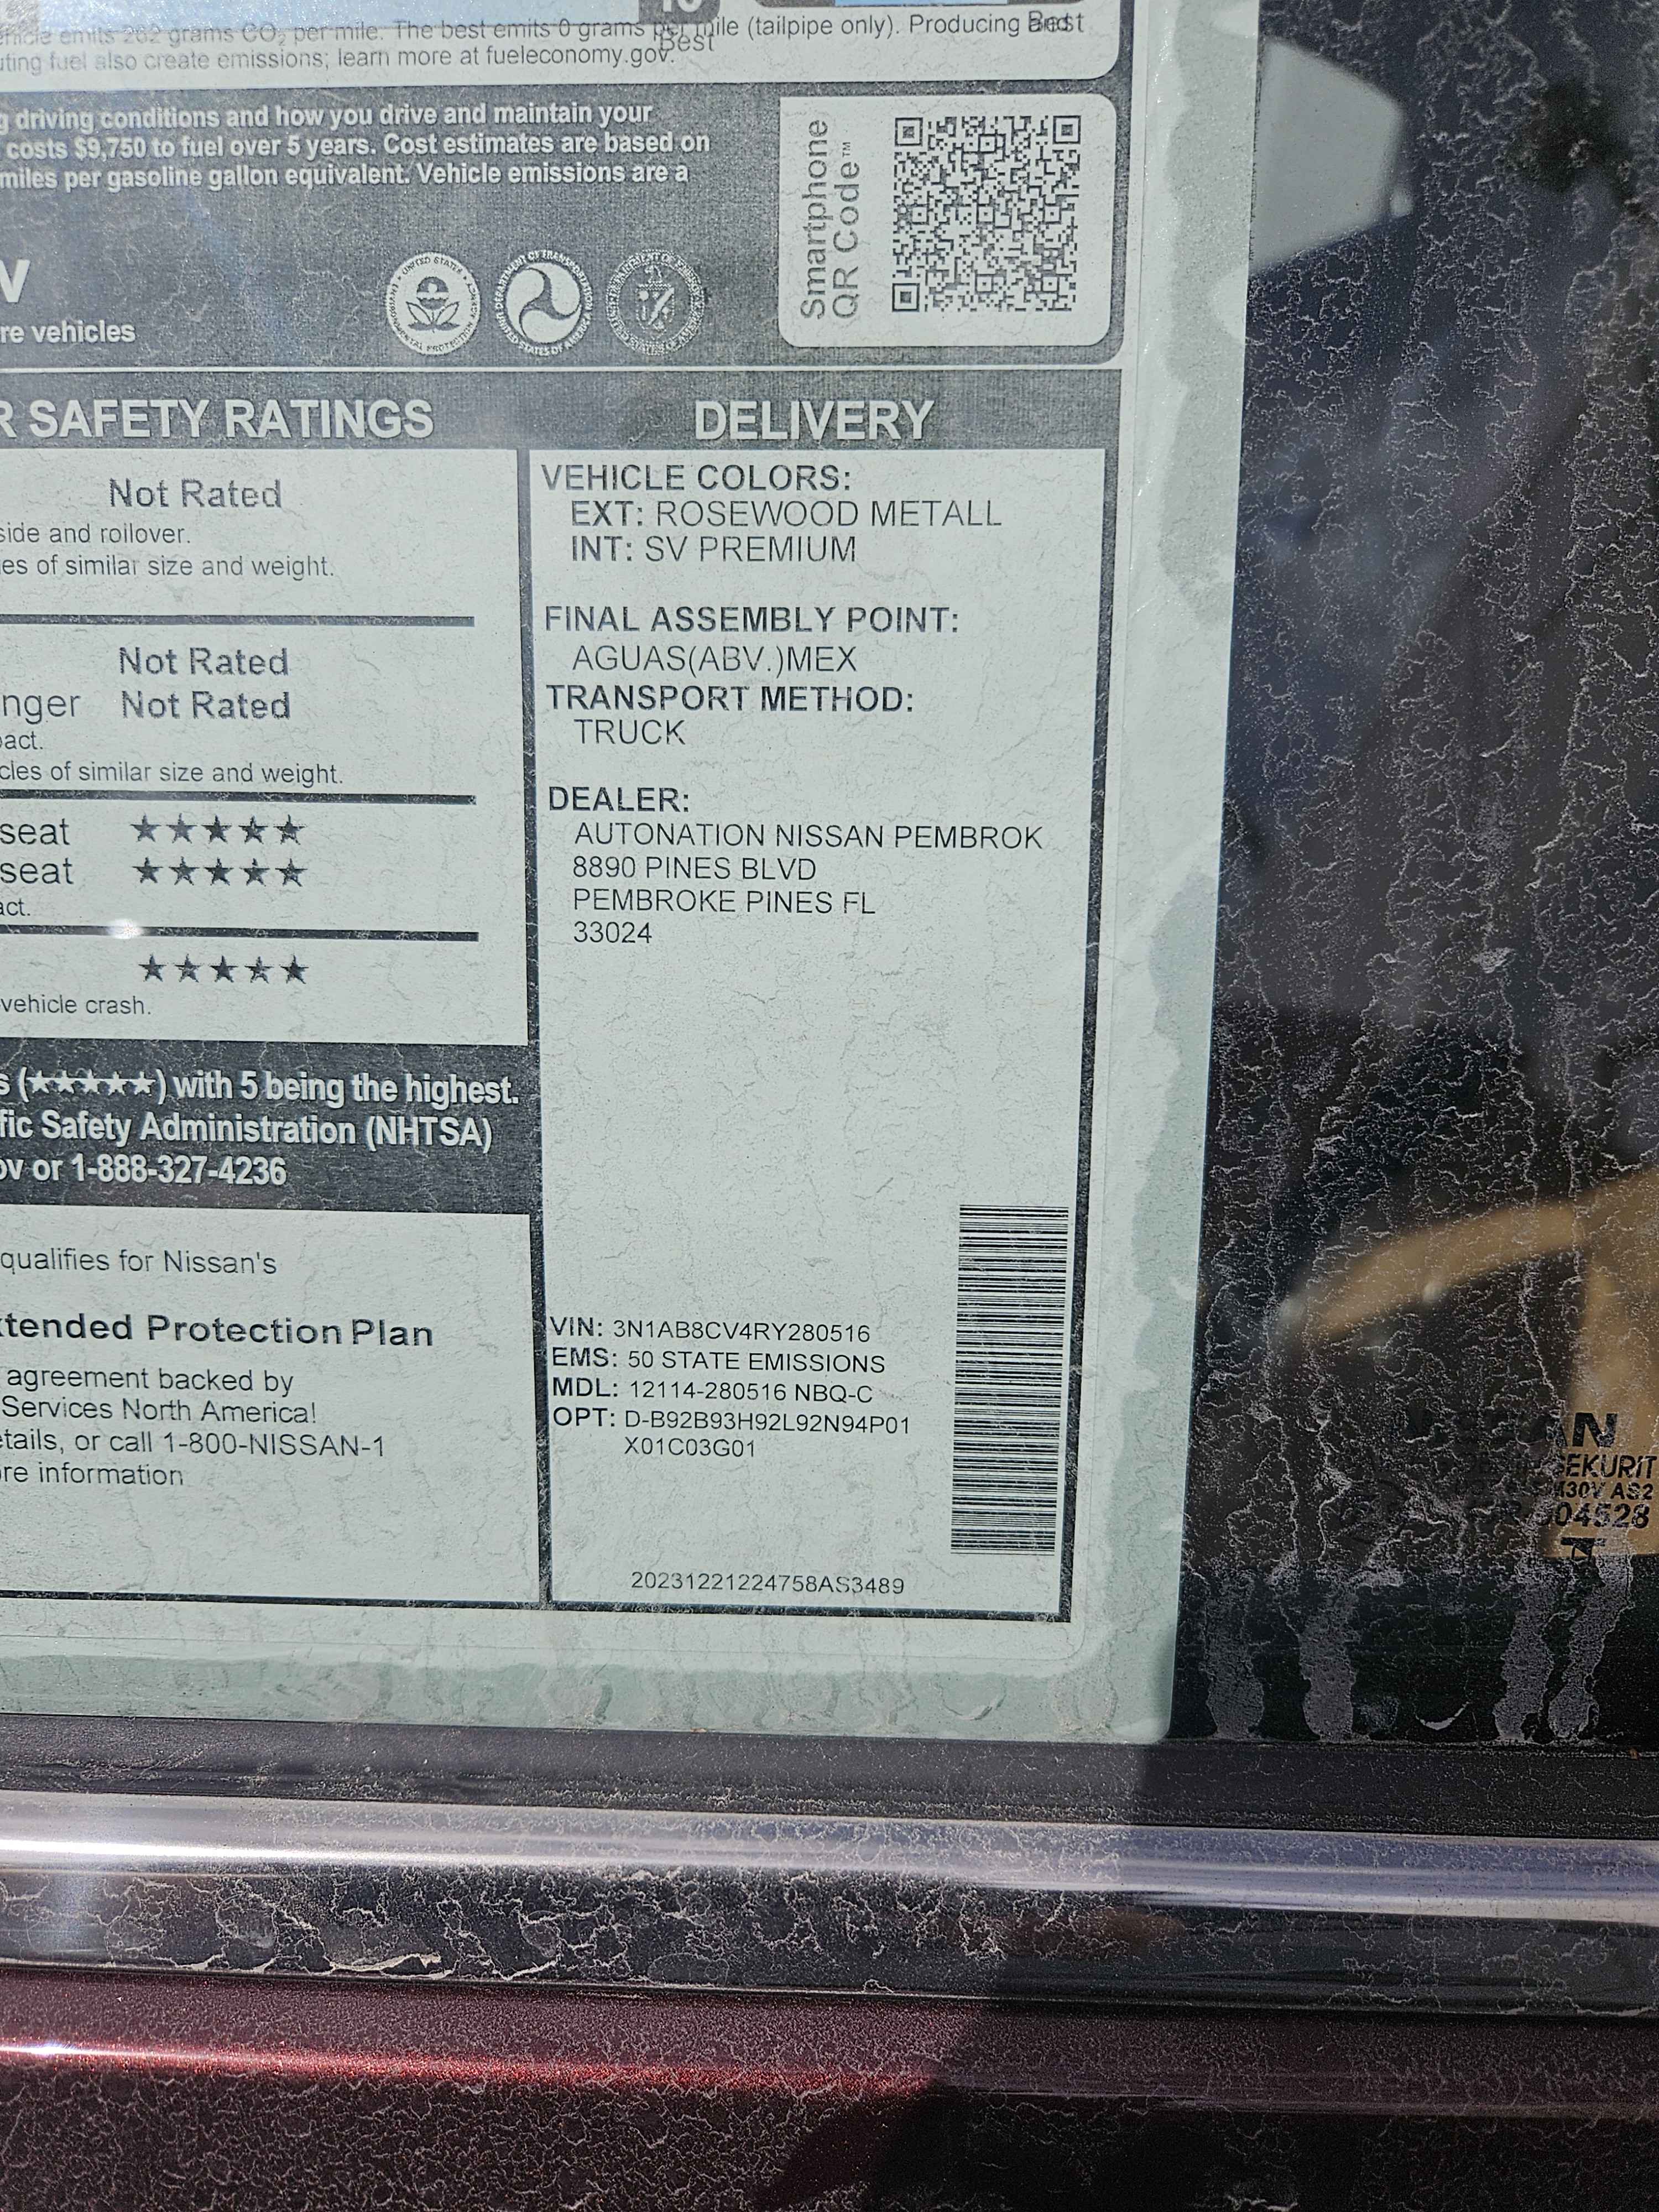 emits 262 grams CO₂ per mile. The best emits 0 grams per mile (tailpipe only). Producing and
Best
Best
uting fuel also create emissions; learn more at fueleconomy.gov.
g driving conditions and how you drive and maintain your
costs $9,750 to fuel over 5 years. Cost estimates are based on
miles per gasoline gallon equivalent. Vehicle emissions are a
v
re vehicles
Smartphone
QR Code™
R SAFETY RATINGS
Not Rated
side and rollover.
es of similar size and weight.
Not Rated
nger Not Rated
pact.
cles of similar size and weight.
seat ★★★★★
seat ★★★★★
act.
★★★★★
vehicle crash.
s (★★★★★) with 5 being the highest.
fic Safety Administration (NHTSA)
ov or 1-888-327-4236
qualifies for Nissan's
xtended Protection Plan
agreement backed by
Services North America!
etails, or call 1-800-NISSAN-1
re information
DELIVERY
VEHICLE COLORS:
EXT: ROSEWOOD METALL
INT: SV PREMIUM
FINAL ASSEMBLY POINT:
AGUAS(ABV.)MEX
TRANSPORT METHOD:
TRUCK
DEALER:
AUTONATION NISSAN PEMBROK
8890 PINES BLVD
PEMBROKE PINES FL
33024
VIN: 3N1AB8CV4RY280516
EMS: 50 STATE EMISSIONS
MDL: 12114-280516 NBQ-C
OPT: D-B92B93H92L92N94P01
X01C03G01
20231221224758AS3489
SEKURIT
M30V AS2
04528